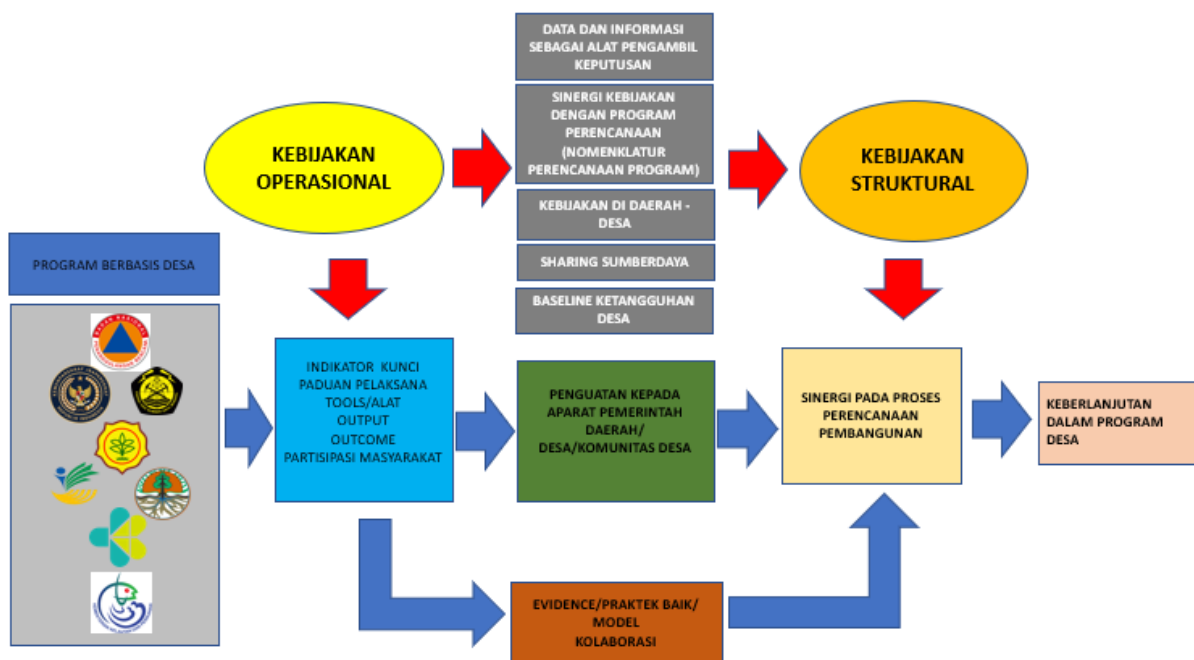 DATA DAN INFORMASI
SEBAGAI ALAT PENGAMBIL
KEPUTUSAN
SINERGI KEBIJAKAN
DENGAN PROGRAM
PERENCANAAN
(NOMENKLATUR
PERENCANAAN PROGRAM)
KEBIJAKAN DI DAERAH -
DESA
SHARING SUMBERDAYA
BASELINE KETANGGUHAN
DESA
KEBIJAKAN
OPERASIONAL
KEBIJAKAN
STRUKTURAL
PROGRAM BERBASIS DESA
INDIKATOR KUNCI
PADUAN PELAKSANA
TOOLS/ALAT
OUTPUT
OUTCOME
PARTISIPASI MASYARAKAT
PENGUATAN KEPADA
APARAT PEMERINTAH
DAERAH/
DESA/KOMUNITAS DESA
SINERGI PADA PROSES
PERENCANAAN
PEMBANGUNAN
KEBERLANJUTAN
DALAM PROGRAM
DESA
EVIDENCE/PRAKTEK BAIK/
MODEL
KOLABORASI